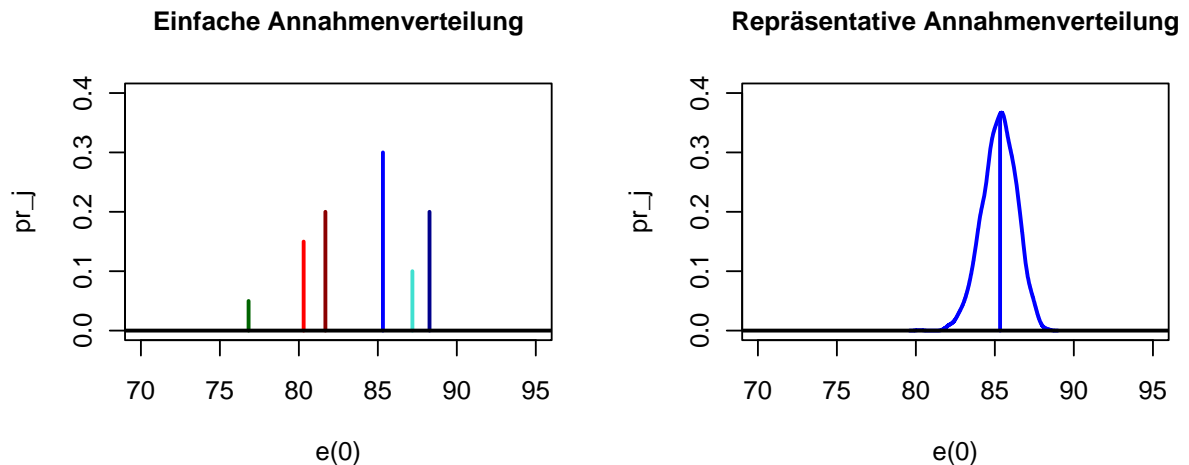 Einfache Annahmenverteilung
pr_j
0.0 0.1 0.2 0.3 0.4
70 75 80 85 90 95
e(0)
Repräsentative Annahmenverteilung
pr_j
0.0 0.1 0.2 0.3 0.4
70 75 80 85 90 95
e(0)